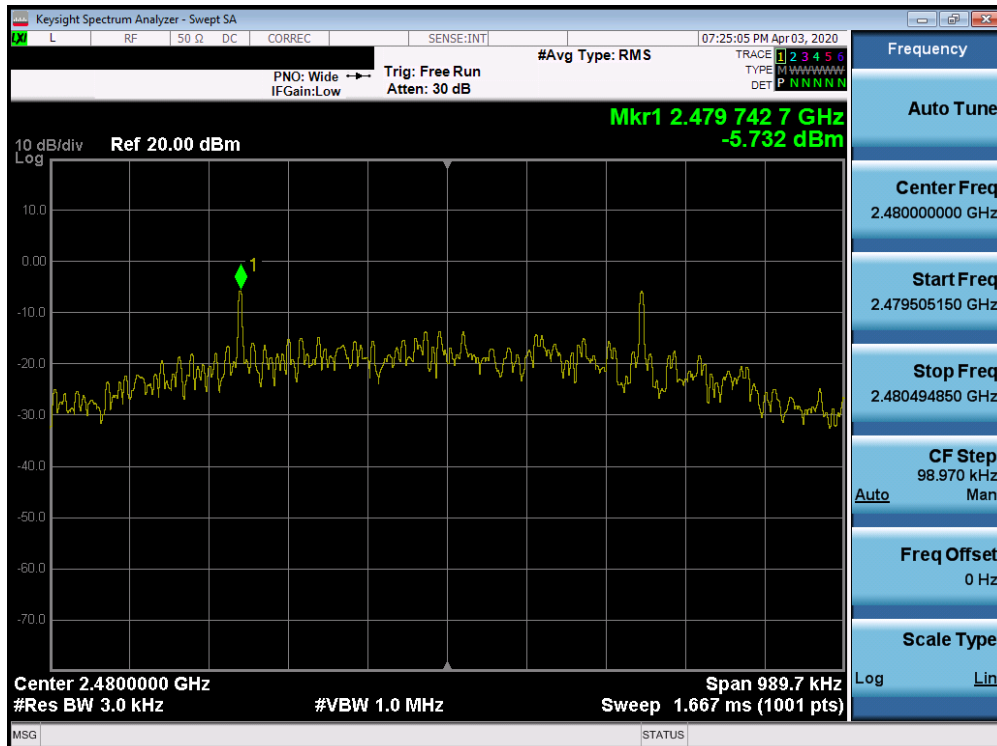 Keysight Spectrum Analyzer - Swept SA
LXI L RF 50 Ω DC CORREC SENSE:INT 07:25:05 PM Apr 03, 2020
#Avg Type: RMS TRACE 1 2 3 4 5 6
PNO: Wide Trig: Free Run TYPE M WWWWW
IFGain:Low Atten: 30 dB DET P N N N N N
Mkr1 2.479 742 7 GHz
-5.732 dBm
10 dB/div Ref 20.00 dBm
Log
1
10.0
0.00
-10.0
-20.0
-30.0
-40.0
-50.0
-60.0
-70.0
Center 2.4800000 GHz Span 989.7 kHz
#Res BW 3.0 kHz #VBW 1.0 MHz Sweep 1.667 ms (1001 pts)
MSG STATUS
Frequency
Auto Tune
Center Freq
2.480000000 GHz
Start Freq
2.479505150 GHz
Stop Freq
2.480494850 GHz
CF Step
98.970 kHz
Auto Man
Freq Offset
0 Hz
Scale Type
Log Lin